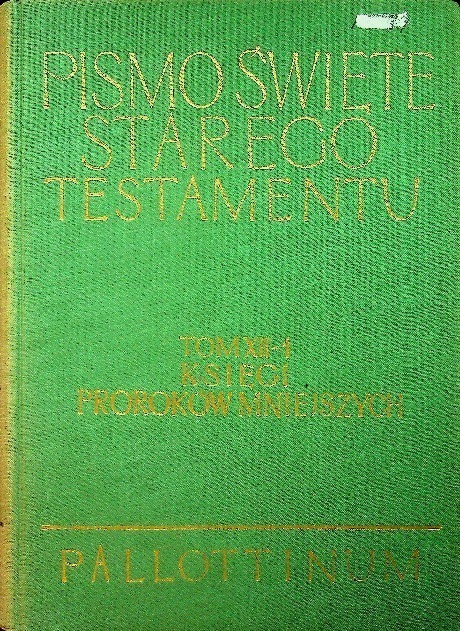 PISMO ŚWIĘTE
STAREGO
TESTAMENTU
TOM XII-1
KSIĘGI
PROROKÓW MNIEJSZYCH
PALLOTTINUM